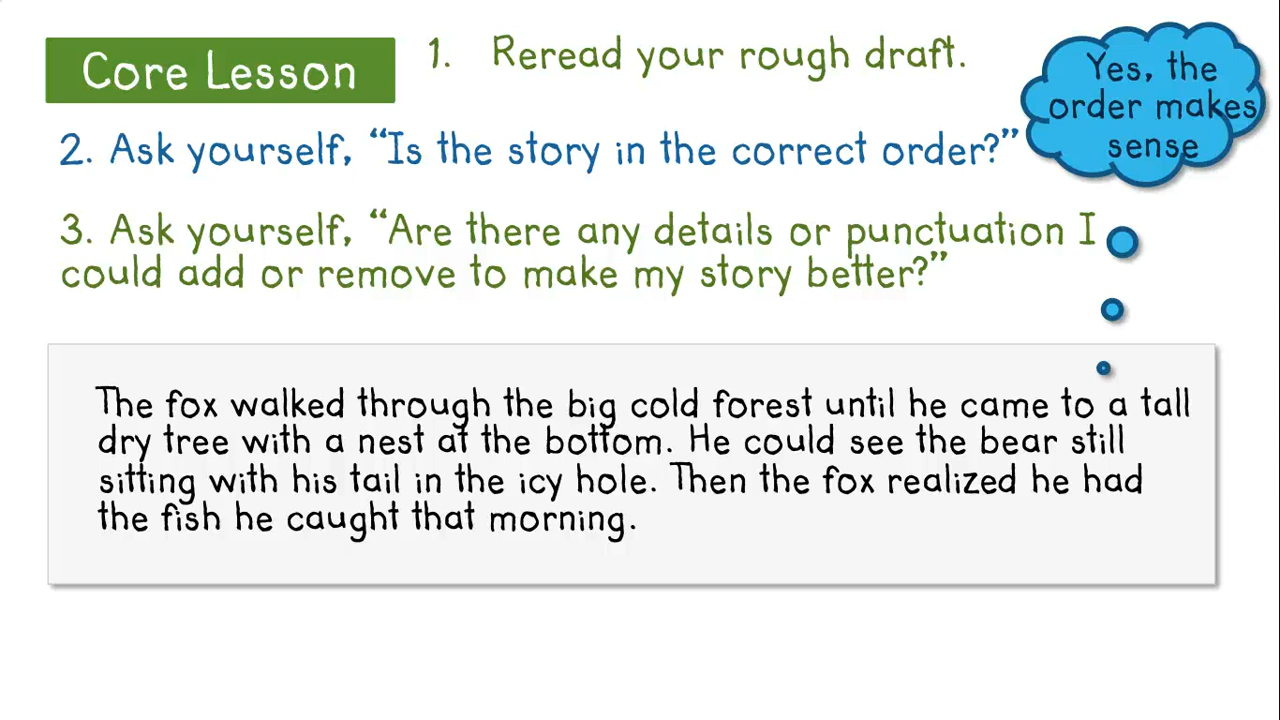 Core Lesson
1. Reread your rough draft.
Yes, the
order makes
sense
2. Ask yourself, “Is the story in the correct order?”
3. Ask yourself, “Are there any details or punctuation I
could add or remove to make my story better?”
The fox walked through the big cold forest until he came to a tall
dry tree with a nest at the bottom. He could see the bear still
sitting with his tail in the icy hole. Then the fox realized he had
the fish he caught that morning.